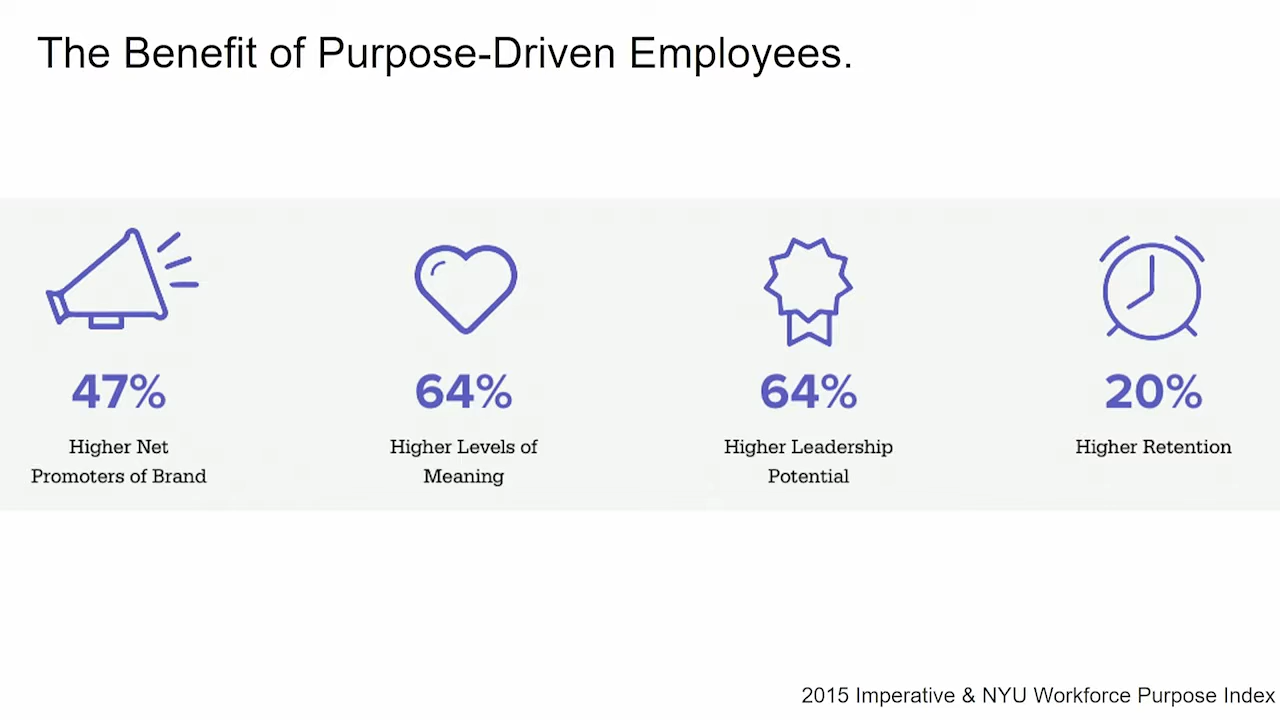 The Benefit of Purpose-Driven Employees.
47%
Higher Net
Promoters of Brand
64%
Higher Levels of
Meaning
64%
Higher Leadership
Potential
20%
Higher Retention
2015 Imperative & NYU Workforce Purpose Index